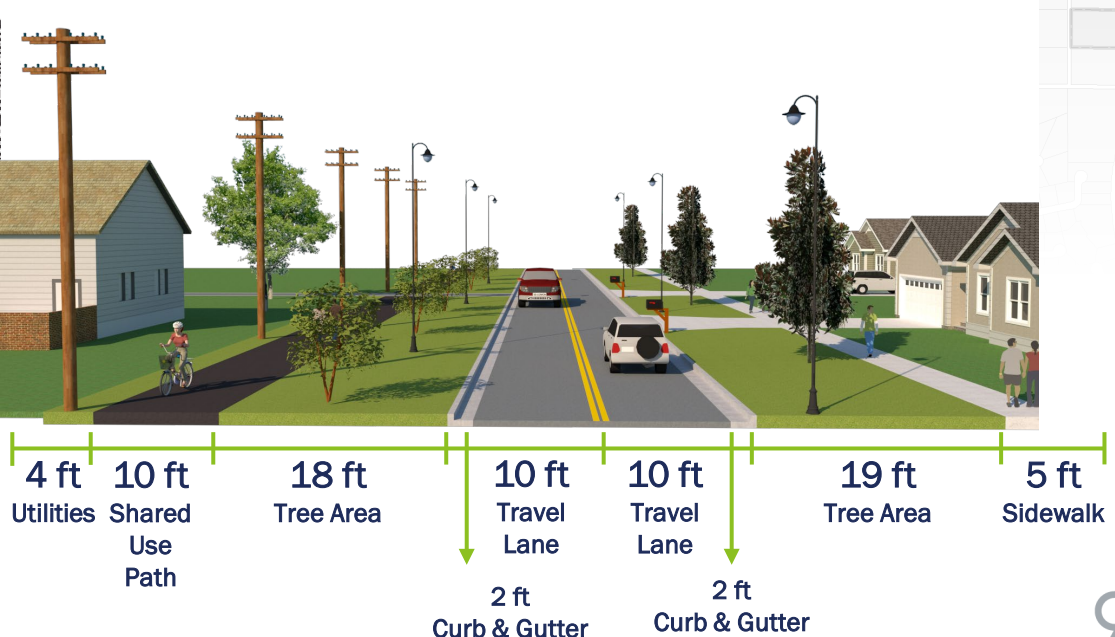 4 ft
Utilities
10 ft
Shared
Use
Path
18 ft
Tree Area
10 ft
Travel
Lane
10 ft
Travel
Lane
19 ft
Tree Area
5 ft
Sidewalk
2 ft
Curb & Gutter
2 ft
Curb & Gutter